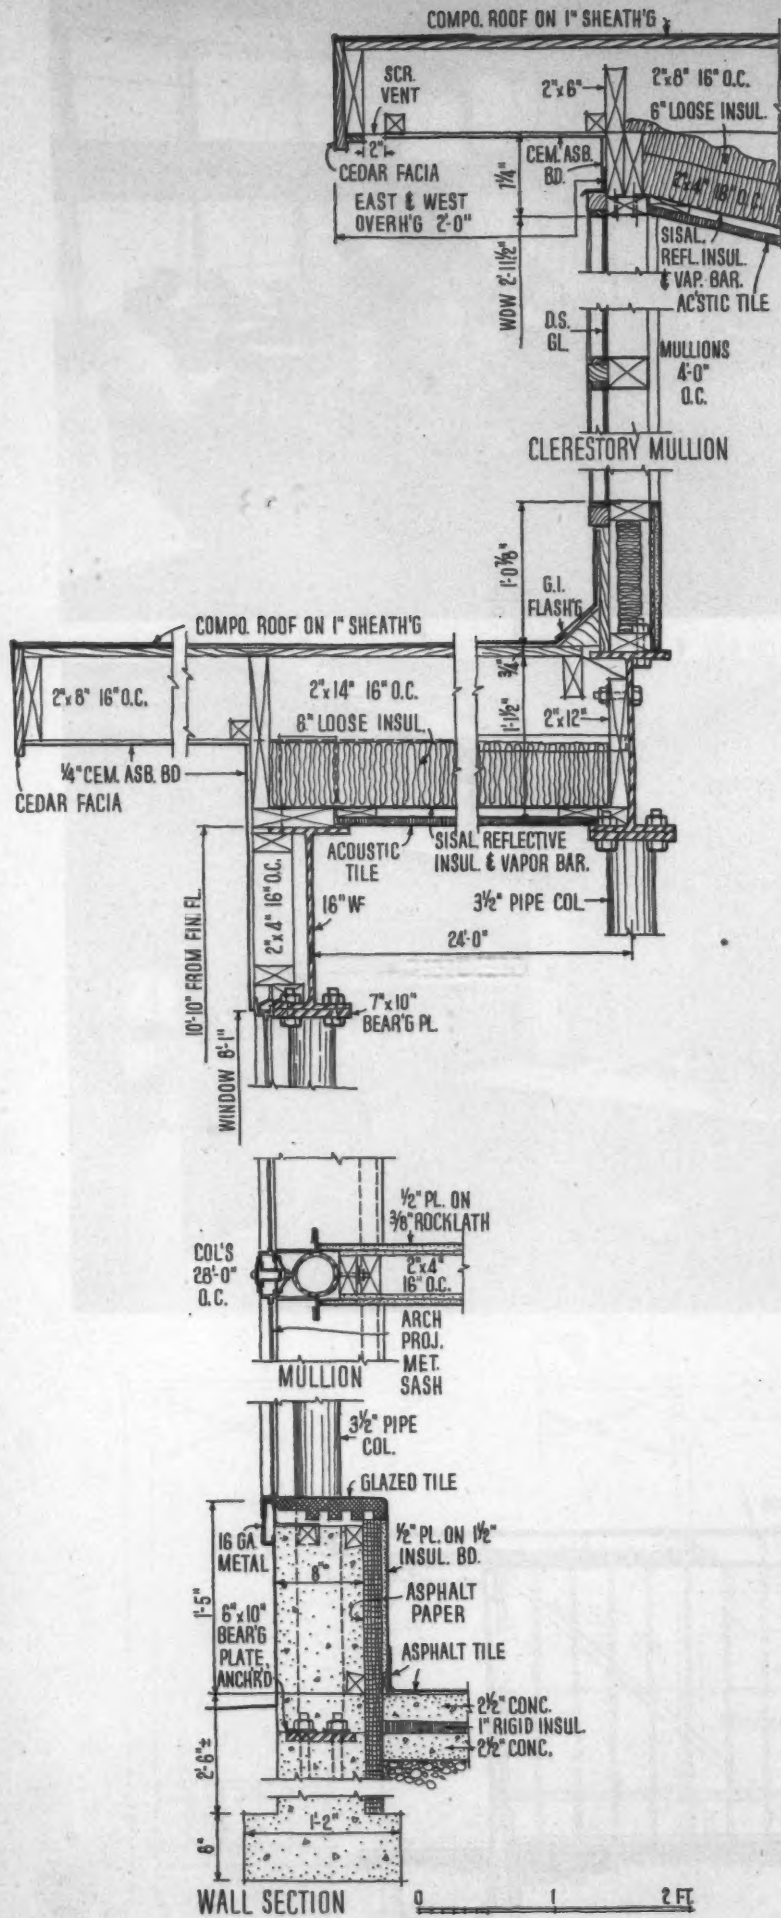 COMPO. ROOF ON 1" SHEATH'G
SCR.
VENT
2"x6"
2"x8" 16" O.C.
6" LOOSE INSUL.
2"
CEDAR FACIA
CEM. ASB.
BD.
1¼"
2"x4" 16" O.C.
EAST & WEST
OVERH'G 2'-0"
SISAL.
REFL. INSUL.
& VAP. BAR.
AC'STIC TILE
WDW 2'-11½"
D.S.
GL.
MULLIONS
4'-0"
O.C.
CLERESTORY MULLION
1'-0⅞"
G.I.
FLASH'G
COMPO. ROOF ON 1" SHEATH'G
¾"
2"x8" 16" O.C.
2"x14" 16" O.C.
8" LOOSE INSUL.
1'-1½"
2"x12"
¼" CEM. ASB. BD
CEDAR FACIA
ACOUSTIC
TILE
SISAL REFLECTIVE
INSUL. & VAPOR BAR.
10'-10" FROM FIN. FL.
2"x4" 16" O.C.
16" WF
3½" PIPE COL.
24'-0"
7"x10"
BEAR'G PL.
WINDOW 8'-1"
½" PL. ON
⅜" ROCKLATH
COL'S
28'-0"
O.C.
2"x4"
16" O.C.
ARCH
PROJ.
MET.
SASH
MULLION
3½" PIPE
COL.
GLAZED TILE
16 GA.
METAL
½" PL. ON 1½"
INSUL. BD.
8"
1'-5"
6"x10"
BEAR'G
PLATE,
ANCH'R'D
ASPHALT
PAPER
ASPHALT TILE
2½" CONC.
1" RIGID INSUL.
2½" CONC.
2'-6"±
1'-2"
8"
WALL SECTION
0 1 2 FT.